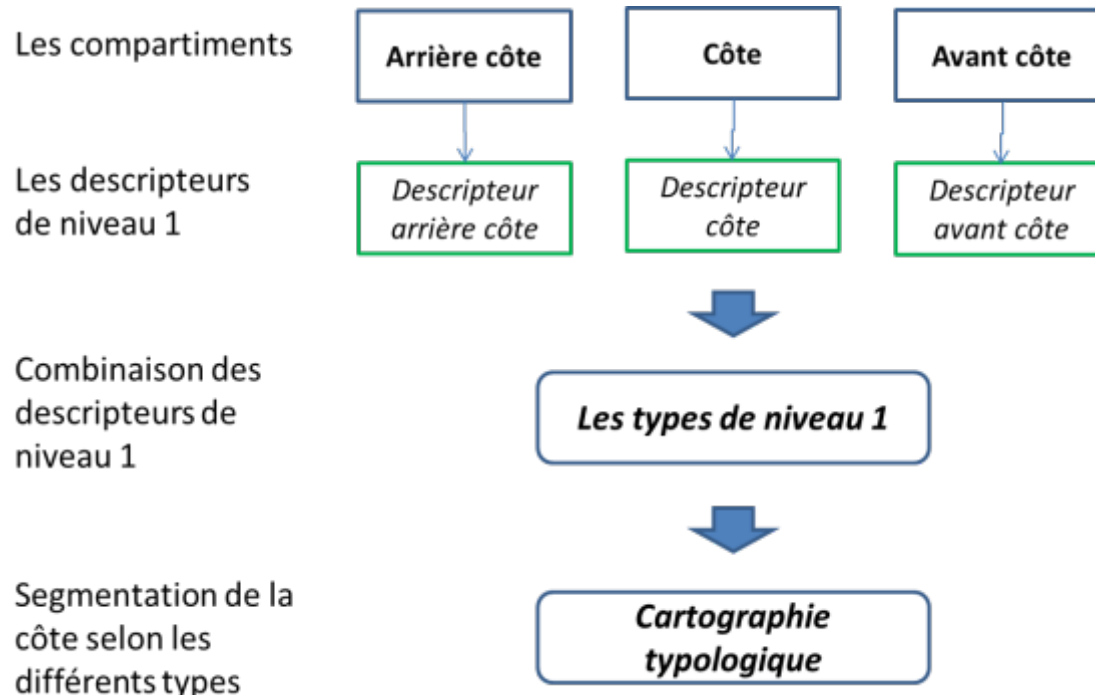 Les compartiments
Arrière côte
Côte
Avant côte
Les descripteurs
de niveau 1
Descripteur
arrière côte
Descripteur
côte
Descripteur
avant côte
Combinaison des
descripteurs de
niveau 1
Les types de niveau 1
Segmentation de la
côte selon les
différents types
Cartographie
typologique